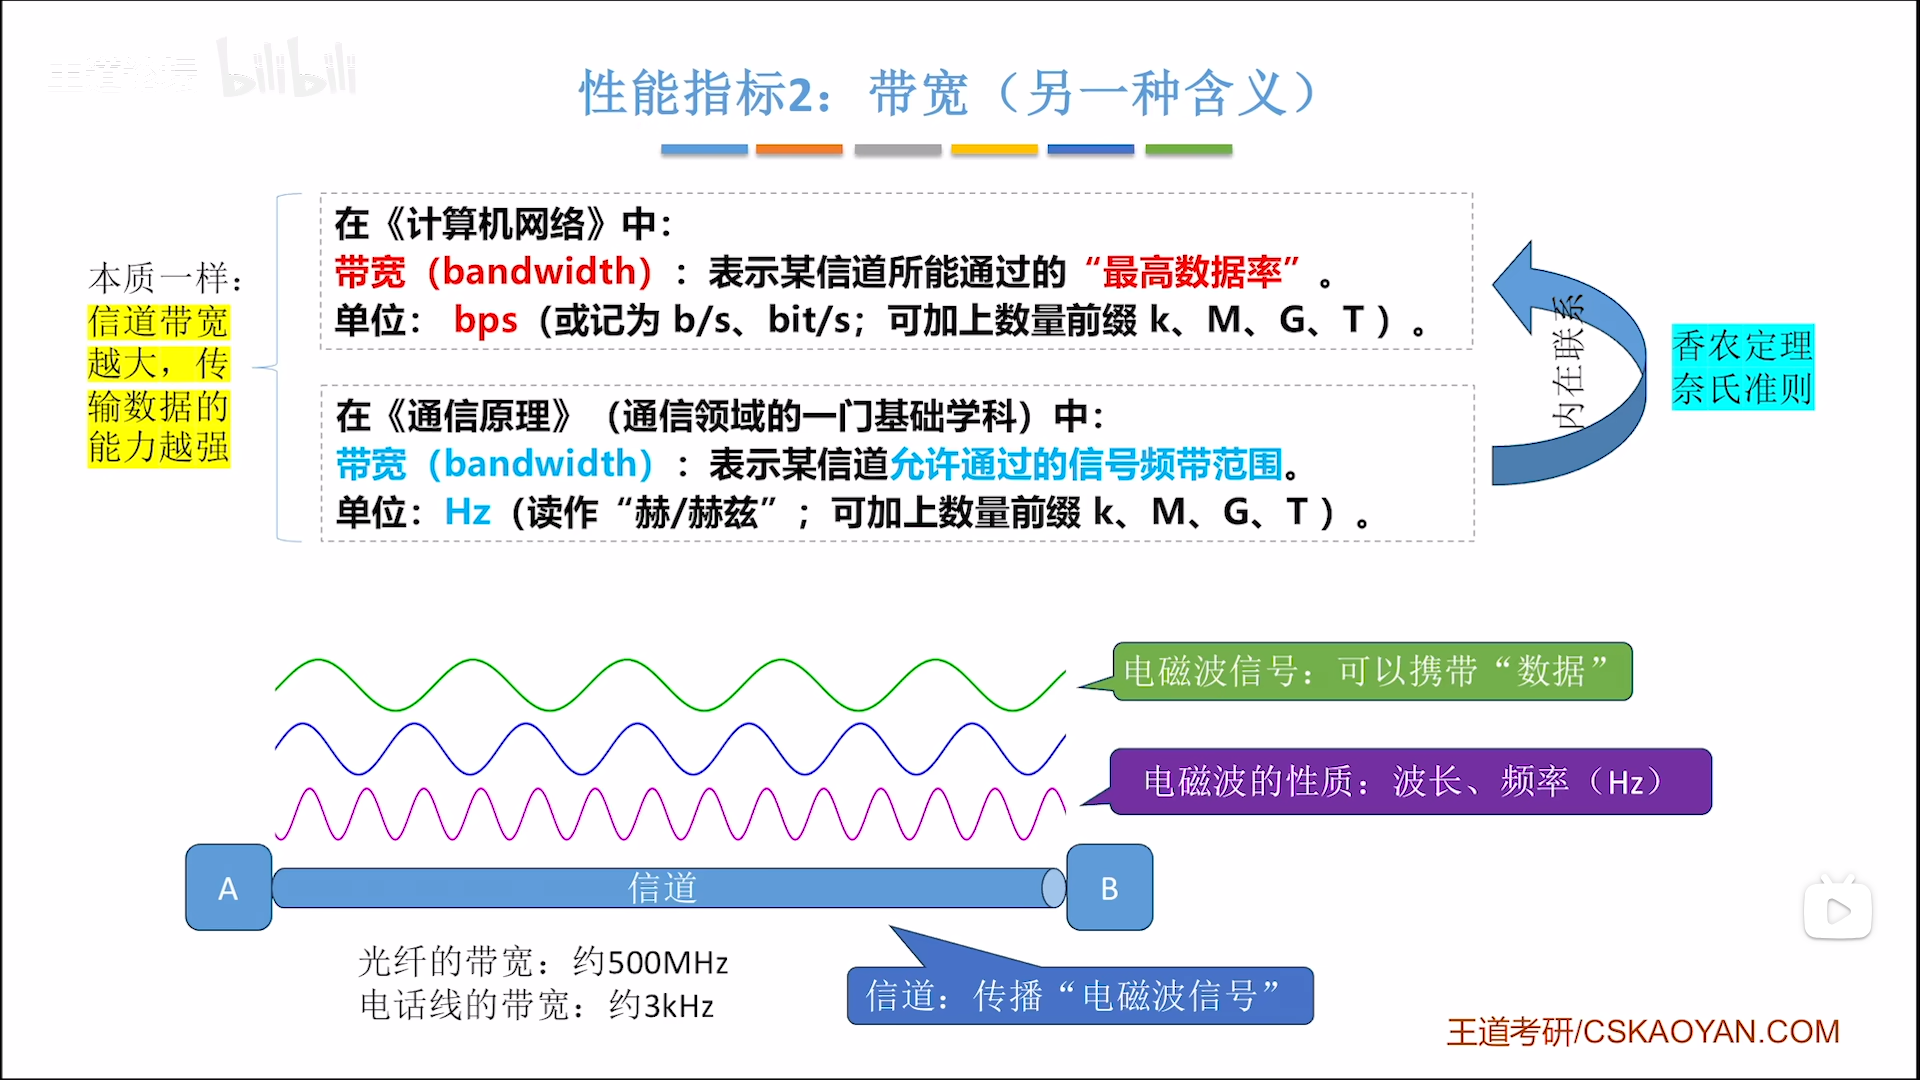 王道论坛 bilibili
性能指标2：带宽（另一种含义）
本质一样：
信道带宽
越大，传
输数据的
能力越强
在《计算机网络》中：
带宽（bandwidth）：表示某信道所能通过的“最高数据率”。
单位： bps（或记为 b/s、bit/s；可加上数量前缀 k、M、G、T ）。
在《通信原理》（通信领域的一门基础学科）中：
带宽（bandwidth）：表示某信道允许通过的信号频带范围。
单位：Hz（读作“赫/赫兹”；可加上数量前缀 k、M、G、T ）。
内在联系
香农定理
奈氏准则
电磁波信号：可以携带“数据”
电磁波的性质：波长、频率（Hz）
A
信道
B
光纤的带宽：约500MHz
电话线的带宽：约3kHz
信道：传播“电磁波信号”
王道考研/CSKAOYAN.COM